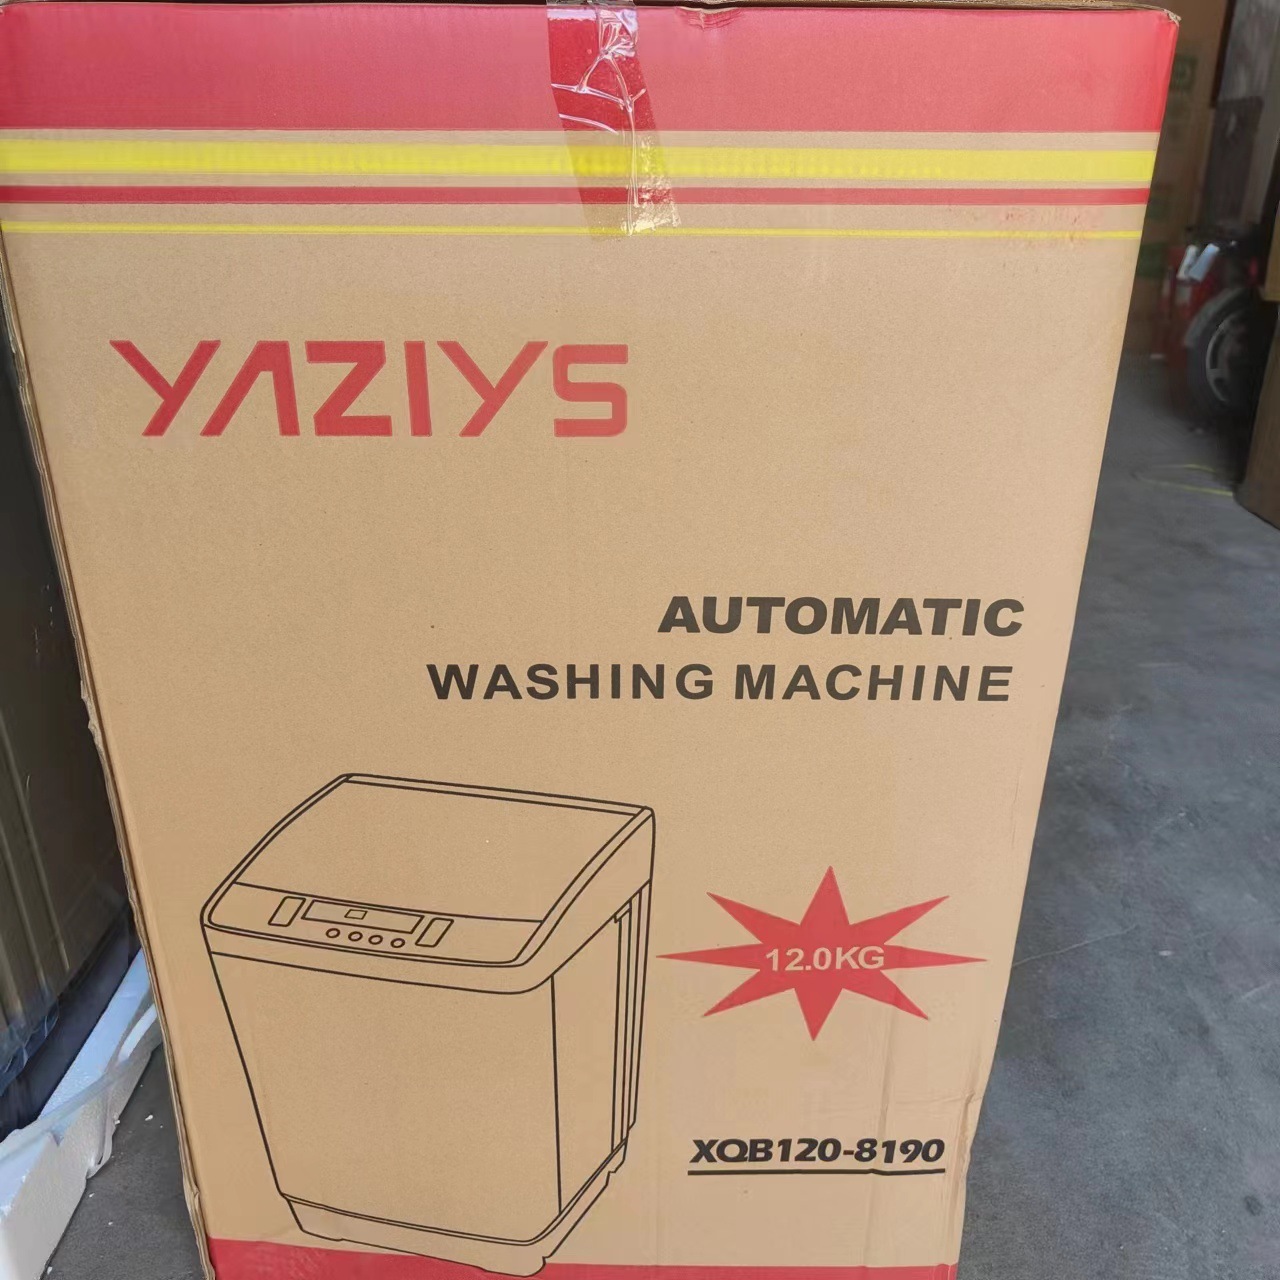 YAZIYS
AUTOMATIC
WASHING MACHINE
12.0KG
XQB120-8190